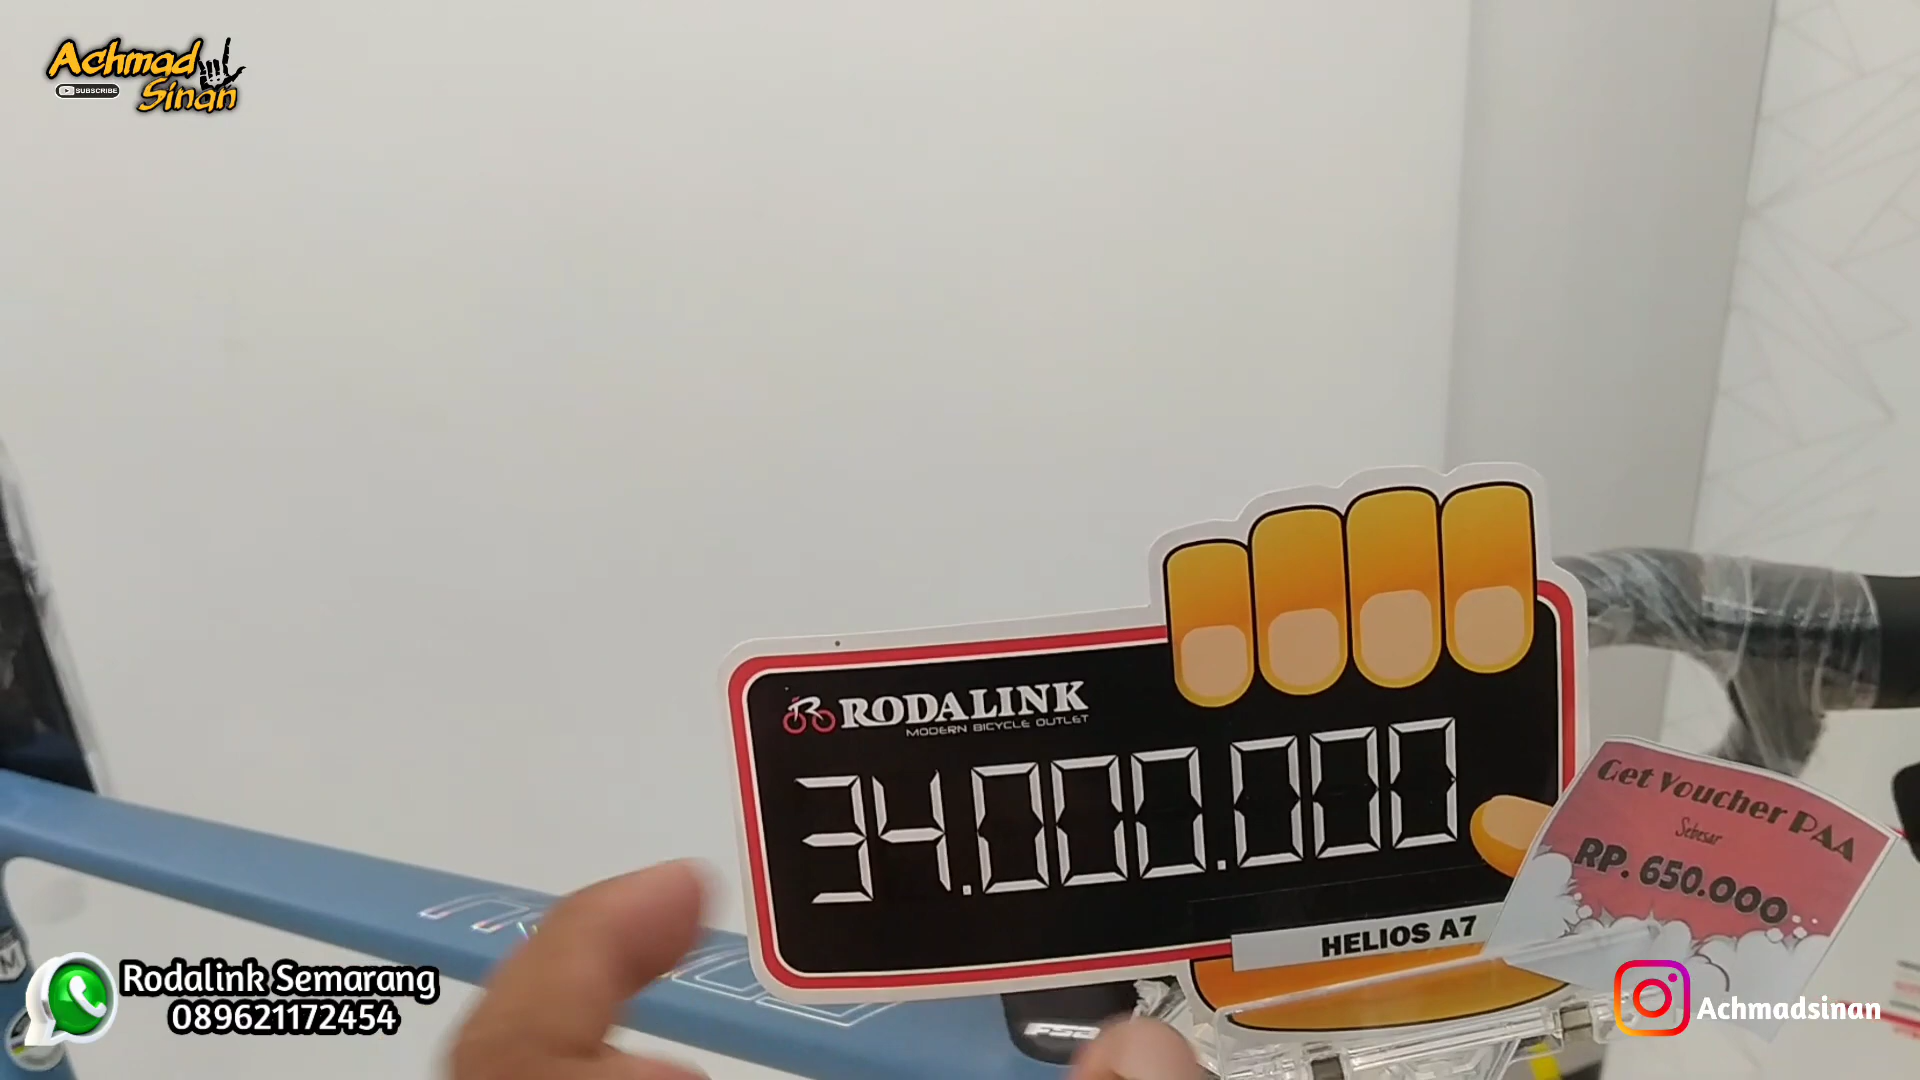 Achmad
SUBSCRIBE
Sinan
RODALINK
MODERN BICYCLE OUTLET
34.000.000
HELIOS A7
Get Voucher PAA
Sebesar
RP. 650.000
M
FSA
Rodalink Semarang
089621172454
Achmadsinan